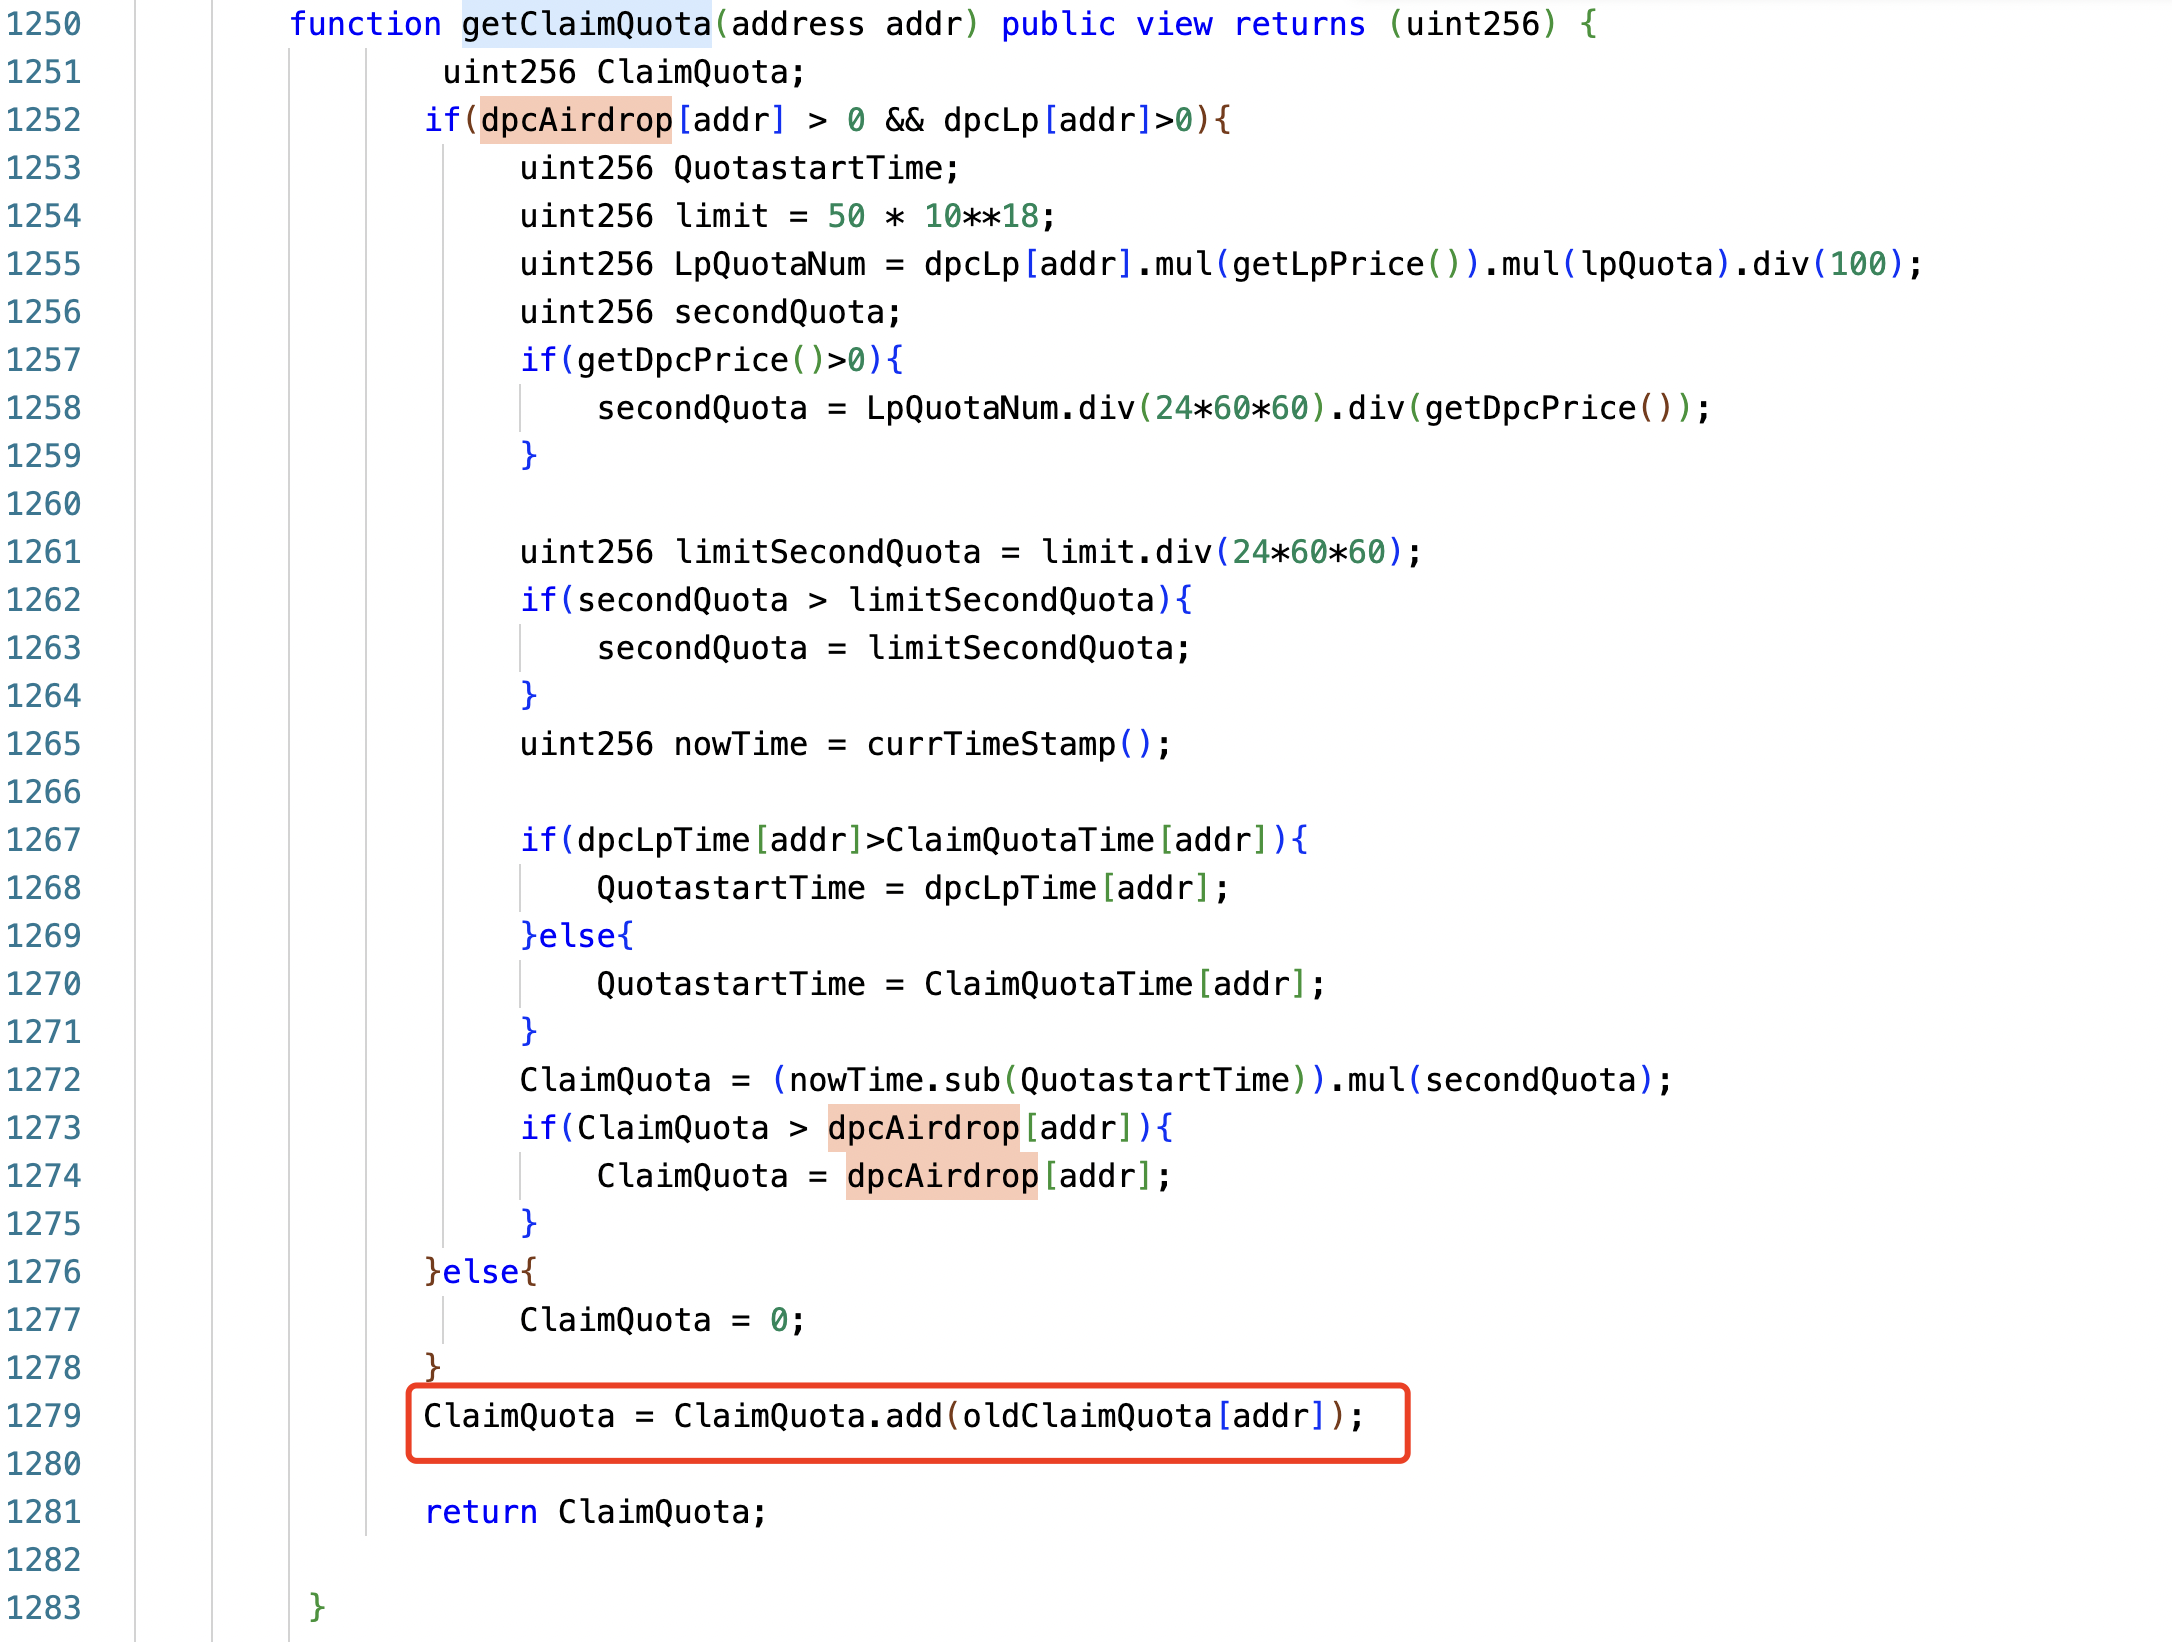 1250 function getClaimQuota(address addr) public view returns (uint256) {
1251 uint256 ClaimQuota;
1252 if(dpcAirdrop[addr] > 0 && dpcLp[addr]>0){
1253 uint256 QuotastartTime;
1254 uint256 limit = 50 * 10**18;
1255 uint256 LpQuotaNum = dpcLp[addr].mul(getLpPrice()).mul(lpQuota).div(100);
1256 uint256 secondQuota;
1257 if(getDpcPrice()>0){
1258 secondQuota = LpQuotaNum.div(24*60*60).div(getDpcPrice());
1259 }
1260
1261 uint256 limitSecondQuota = limit.div(24*60*60);
1262 if(secondQuota > limitSecondQuota){
1263 secondQuota = limitSecondQuota;
1264 }
1265 uint256 nowTime = currTimeStamp();
1266
1267 if(dpcLpTime[addr]>ClaimQuotaTime[addr]){
1268 QuotastartTime = dpcLpTime[addr];
1269 }else{
1270 QuotastartTime = ClaimQuotaTime[addr];
1271 }
1272 ClaimQuota = (nowTime.sub(QuotastartTime)).mul(secondQuota);
1273 if(ClaimQuota > dpcAirdrop[addr]){
1274 ClaimQuota = dpcAirdrop[addr];
1275 }
1276 }else{
1277 ClaimQuota = 0;
1278 }
1279 ClaimQuota = ClaimQuota.add(oldClaimQuota[addr]);
1280
1281 return ClaimQuota;
1282
1283 }